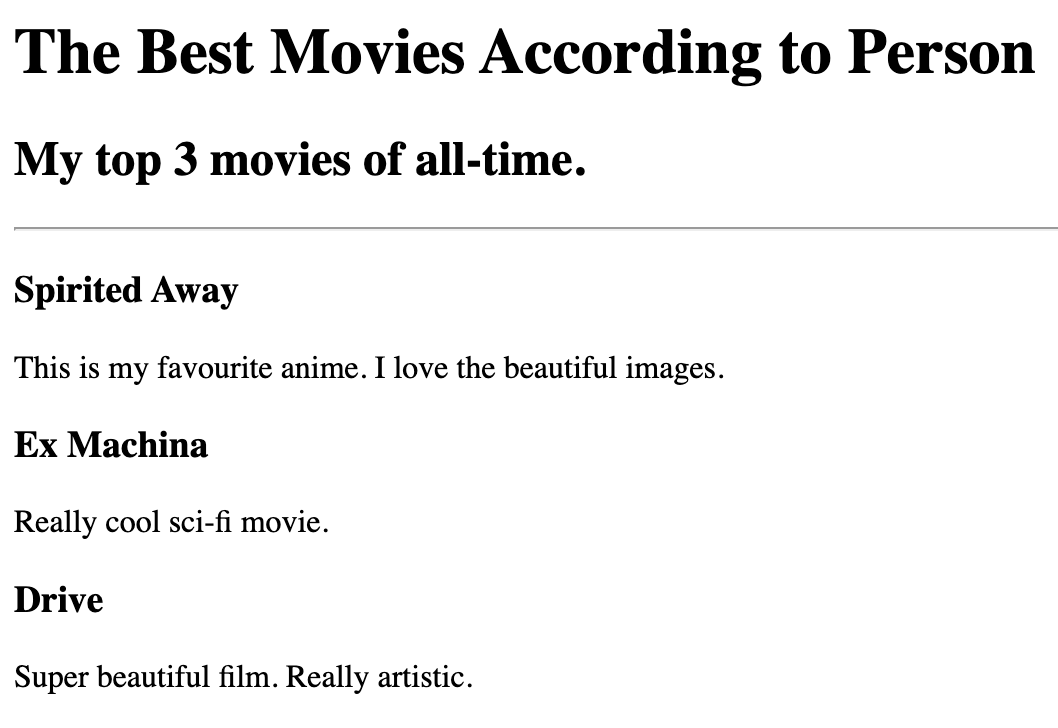 The Best Movies According to Person
My top 3 movies of all-time.
Spirited Away
This is my favourite anime. I love the beautiful images.
Ex Machina
Really cool sci-fi movie.
Drive
Super beautiful film. Really artistic.